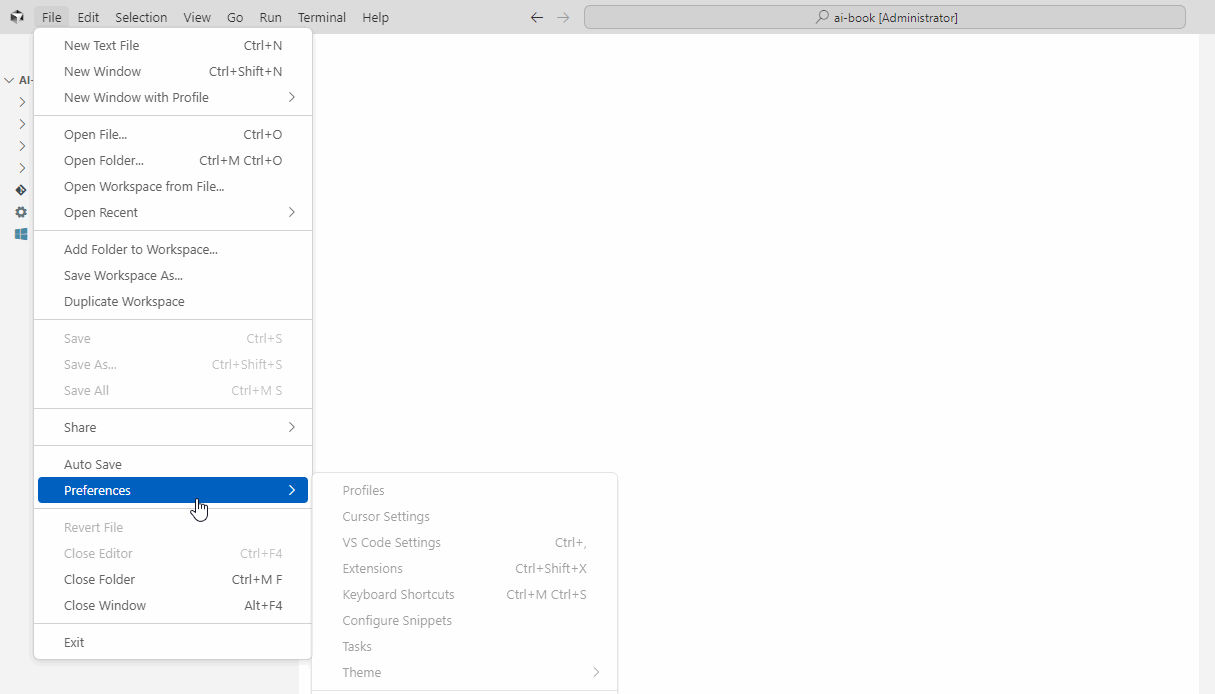 File Edit Selection View Go Run Terminal Help
ai-book [Administrator]
AI-
New Text File Ctrl+N
New Window Ctrl+Shift+N
New Window with Profile
Open File... Ctrl+O
Open Folder... Ctrl+M Ctrl+O
Open Workspace from File...
Open Recent
Add Folder to Workspace...
Save Workspace As...
Duplicate Workspace
Save Ctrl+S
Save As... Ctrl+Shift+S
Save All Ctrl+M S
Share
Auto Save
Preferences
Revert File
Close Editor Ctrl+F4
Close Folder Ctrl+M F
Close Window Alt+F4
Exit
Profiles
Cursor Settings
VS Code Settings Ctrl+,
Extensions Ctrl+Shift+X
Keyboard Shortcuts Ctrl+M Ctrl+S
Configure Snippets
Tasks
Theme